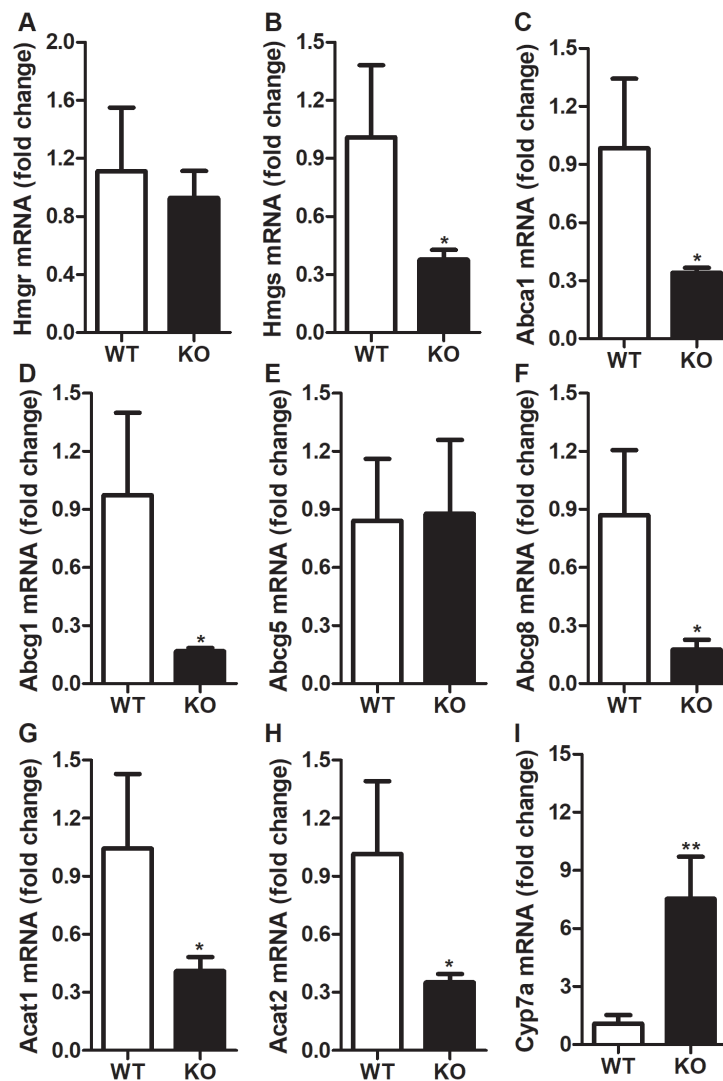 A
Hmgr mRNA (fold change)
2.0
1.6
1.2
0.8
0.4
0.0
WT KO
B
Hmgs mRNA (fold change)
1.5
1.2
0.9
0.6
0.3
0.0
*
WT KO
C
Abca1 mRNA (fold change)
1.5
1.2
0.9
0.6
0.3
0.0
*
WT KO
D
Abcg1 mRNA (fold change)
1.5
1.2
0.9
0.6
0.3
0.0
*
WT KO
E
Abcg5 mRNA (fold change)
1.5
1.2
0.9
0.6
0.3
0.0
WT KO
F
Abcg8 mRNA (fold change)
1.5
1.2
0.9
0.6
0.3
0.0
*
WT KO
G
Acat1 mRNA (fold change)
1.5
1.2
0.9
0.6
0.3
0.0
*
WT KO
H
Acat2 mRNA (fold change)
1.5
1.2
0.9
0.6
0.3
0.0
*
WT KO
I
Cyp7a mRNA (fold change)
15
12
9
6
3
0
**
WT KO